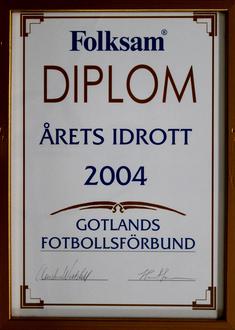 Folksam®
DIPLOM
ÅRETS IDROTT
2004
GOTLANDS
FOTBOLLSFÖRBUND